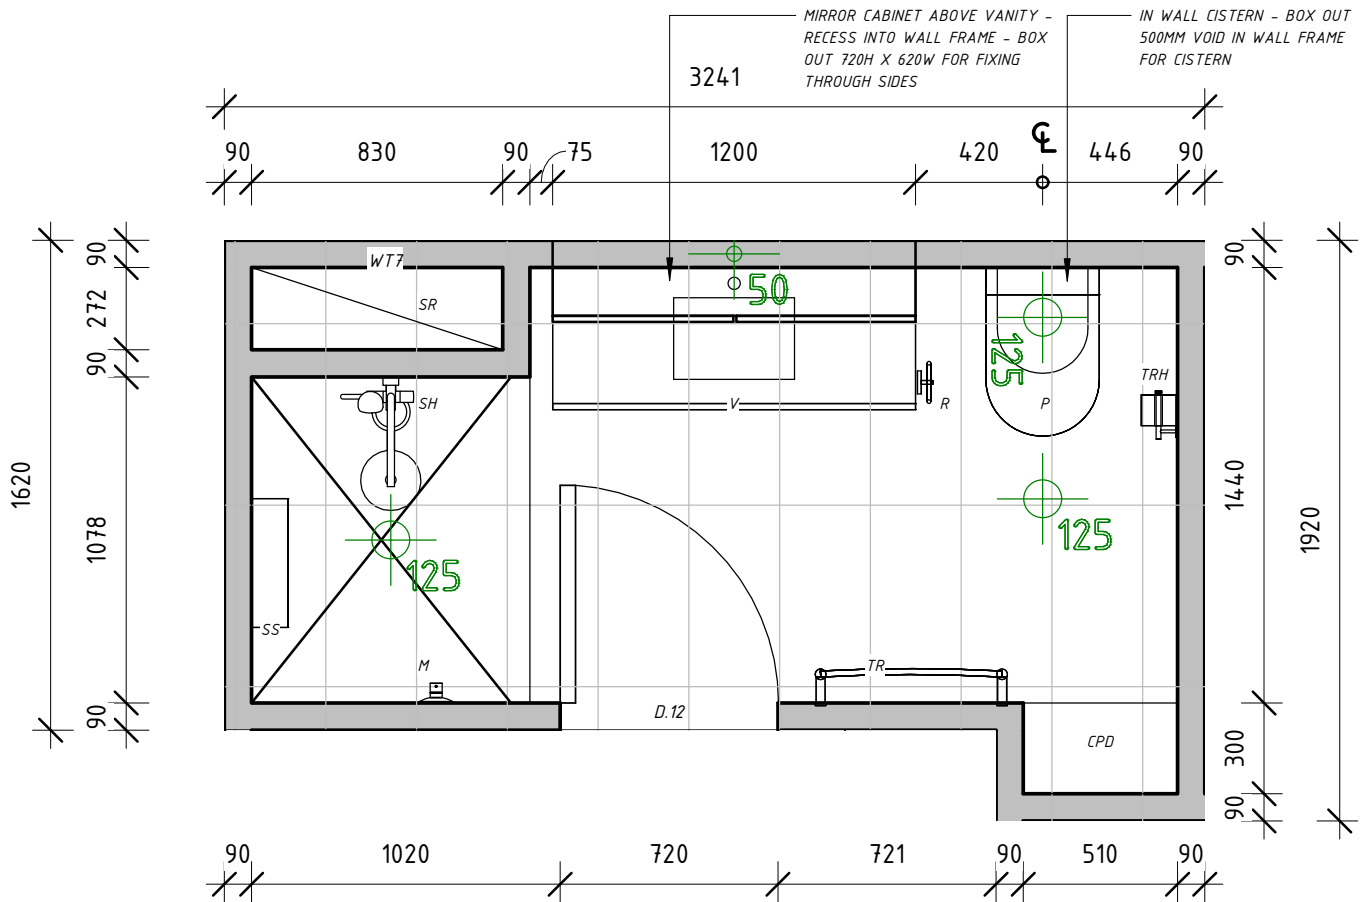 MIRROR CABINET ABOVE VANITY -
RECESS INTO WALL FRAME - BOX
OUT 720H X 620W FOR FIXING
THROUGH SIDES
IN WALL CISTERN - BOX OUT
500MM VOID IN WALL FRAME
FOR CISTERN
3241
90 830 90 75 1200 420 ℄ 446 90
90
272
90
1078
90
1620
WT7
SR
50
125
TRH
SH
V
R
P
125
125
SS
M
TR
D.12
CPD
90
1440
300
90
1920
90 1020 720 721 90 510 90